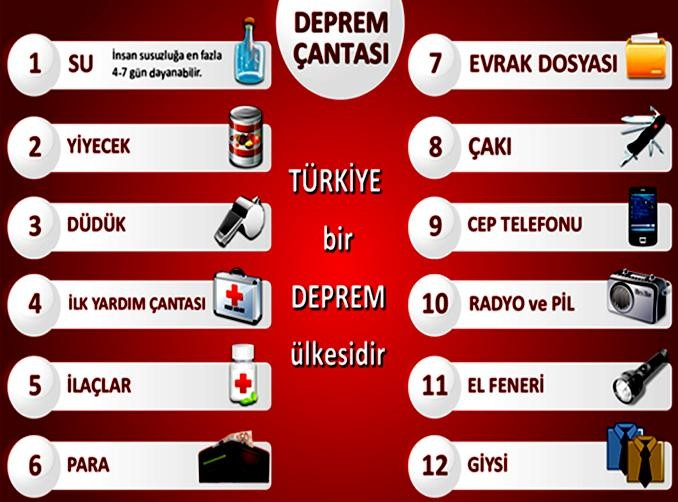 DEPREM
ÇANTASI
1 SU İnsan susuzluğa en fazla
4-7 gün dayanabilir.
2 YİYECEK
3 DÜDÜK
4 İLK YARDIM ÇANTASI
5 İLAÇLAR
6 PARA
TÜRKİYE
bir
DEPREM
ülkesidir
7 EVRAK DOSYASI
8 ÇAKI
9 CEP TELEFONU
10 RADYO ve PİL
11 EL FENERİ
12 GİYSİ